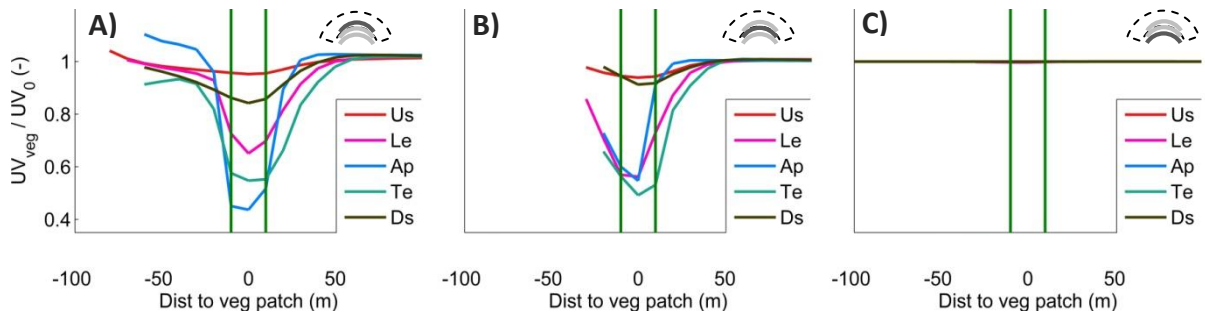 A)
UV_veg / UV_0 (-)
1
0.8
0.6
0.4
Us
Le
Ap
Te
Ds
-100 -50 0 50
Dist to veg patch (m)
B)
Us
Le
Ap
Te
Ds
-100 -50 0 50
Dist to veg patch (m)
C)
Us
Le
Ap
Te
Ds
-100 -50 0 50
Dist to veg patch (m)